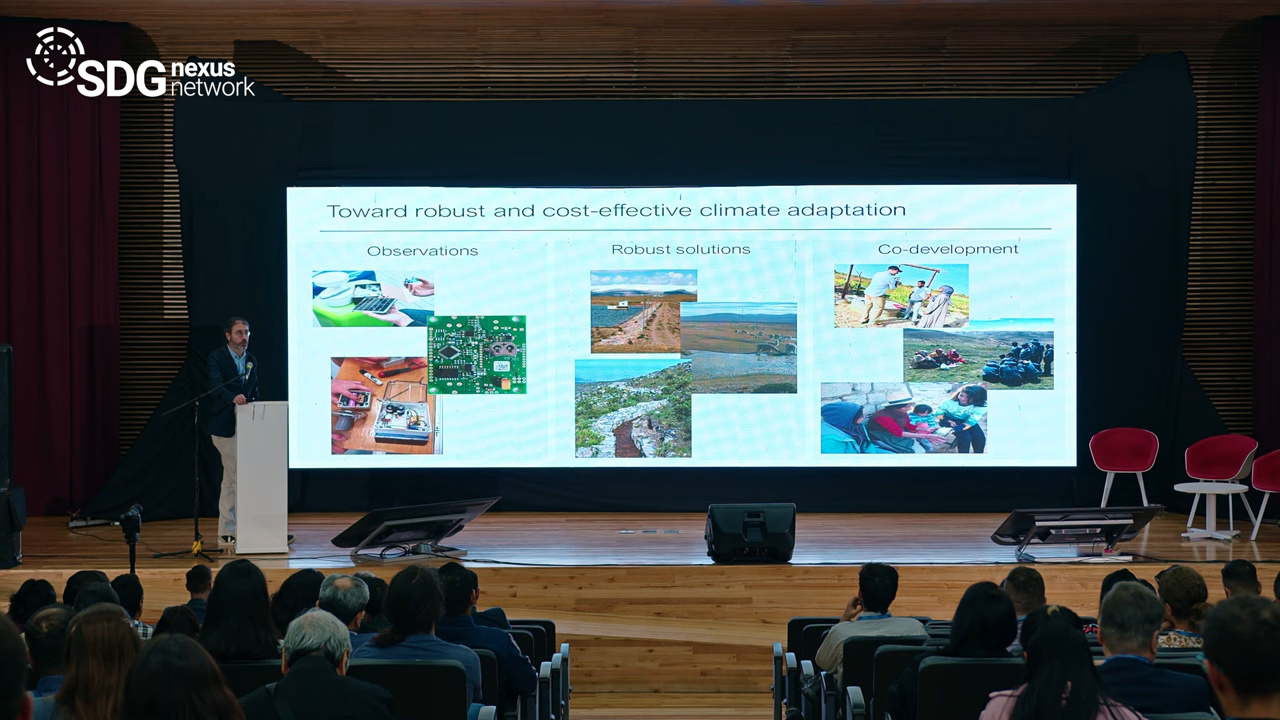 SDG nexus
network
Toward robust and cost-effective climate adaptation
Observations
Robust solutions
Co-development